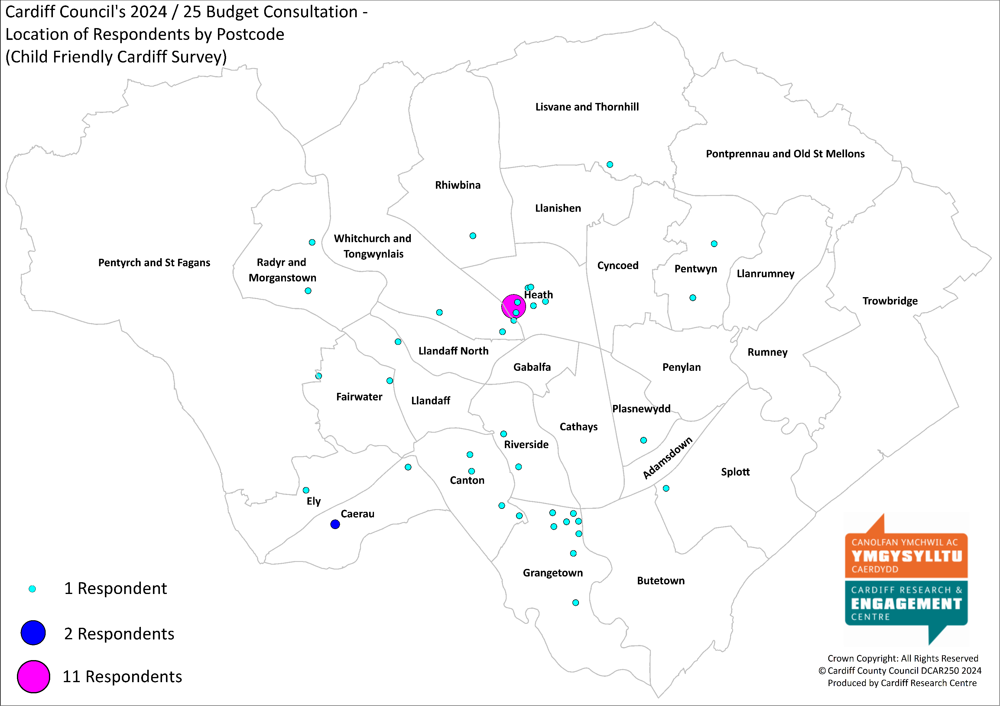 Cardiff Council's 2024 / 25 Budget Consultation -
Location of Respondents by Postcode
(Child Friendly Cardiff Survey)
Lisvane and Thornhill
Pontprennau and Old St Mellons
Rhiwbina
Llanishen
Whitchurch and
Tongwynlais
Pentyrch and St Fagans
Radyr and
Morganstown
Cyncoed
Pentwyn
Llanrumney
Heath
Trowbridge
Llandaff North
Rumney
Gabalfa
Penylan
Fairwater
Llandaff
Plasnewydd
Cathays
Riverside
Adamsdown
Splott
Canton
Ely
Caerau
Grangetown
Butetown
1 Respondent
2 Respondents
11 Respondents
CANOLFAN YMCHWIL AC
YMGYSYLLTU
CAERDYDD
CARDIFF RESEARCH &
ENGAGEMENT
CENTRE
Crown Copyright: All Rights Reserved
© Cardiff County Council DCAR250 2024
Produced by Cardiff Research Centre